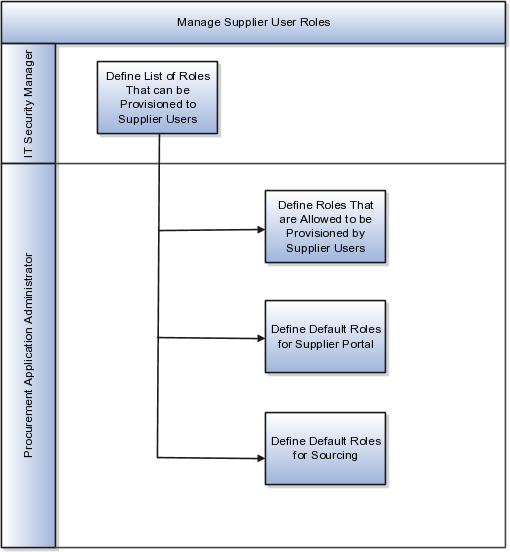 Manage Supplier User Roles
IT Security Manager
Define List of Roles
That can be
Provisioned to
Supplier Users
Procurement Application Administrator
Define Roles That
are Allowed to be
Provisioned by
Supplier Users
Define Default Roles
for Supplier Portal
Define Default Roles
for Sourcing